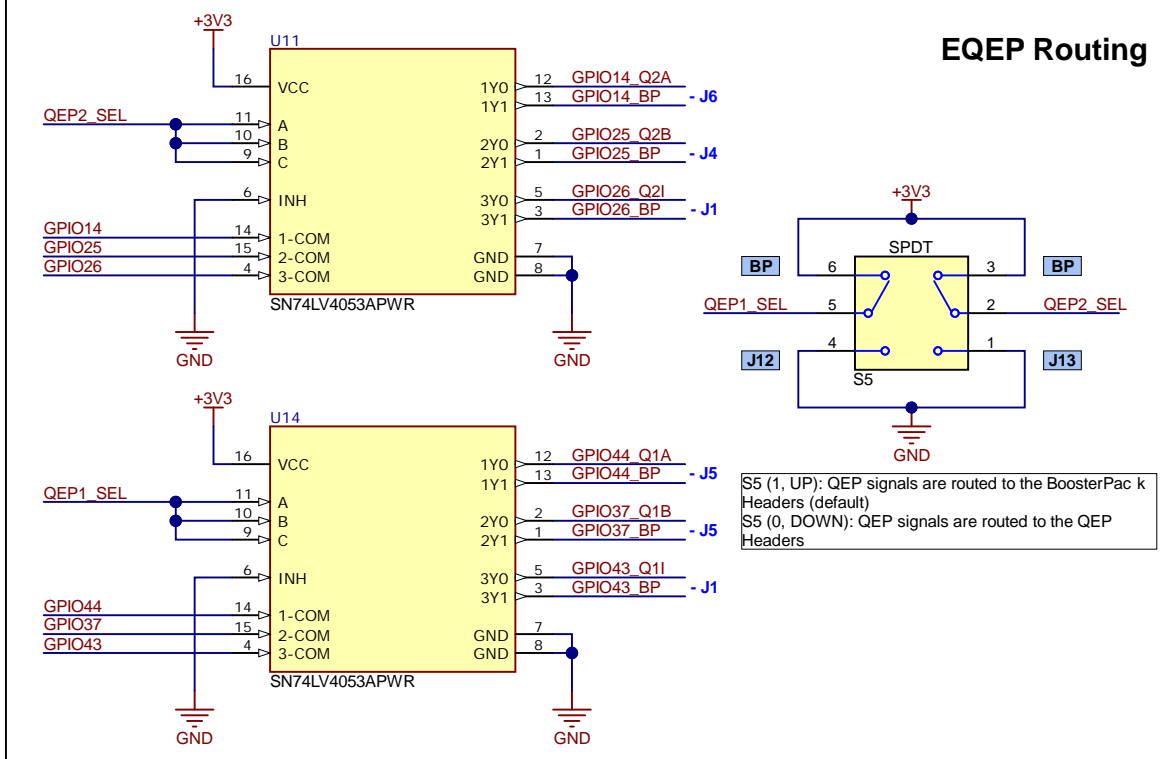 EQEP Routing
+3V3
U11
16 VCC
QEP2_SEL
11 A
10 B
9 C
6 INH
GPIO14 14 1-COM
GPIO25 15 2-COM
GPIO26 4 3-COM
1Y0 12 GPIO14_Q2A
1Y1 13 GPIO14_BP - J6
2Y0 2 GPIO25_Q2B
2Y1 1 GPIO25_BP - J4
3Y0 5 GPIO26_Q2I
3Y1 3 GPIO26_BP - J1
GND 7
GND 8
SN74LV4053APWR
GND
GND
+3V3
SPDT
BP 6 3 BP
QEP1_SEL 5 2 QEP2_SEL
J12 4 1 J13
S5
GND
S5 (1, UP): QEP signals are routed to the BoosterPac k
Headers (default)
S5 (0, DOWN): QEP signals are routed to the QEP
Headers
+3V3
U14
16 VCC
QEP1_SEL
11 A
10 B
9 C
6 INH
GPIO44 14 1-COM
GPIO37 15 2-COM
GPIO43 4 3-COM
1Y0 12 GPIO44_Q1A
1Y1 13 GPIO44_BP - J5
2Y0 2 GPIO37_Q1B
2Y1 1 GPIO37_BP - J5
3Y0 5 GPIO43_Q1I
3Y1 3 GPIO43_BP - J1
GND 7
GND 8
SN74LV4053APWR
GND
GND